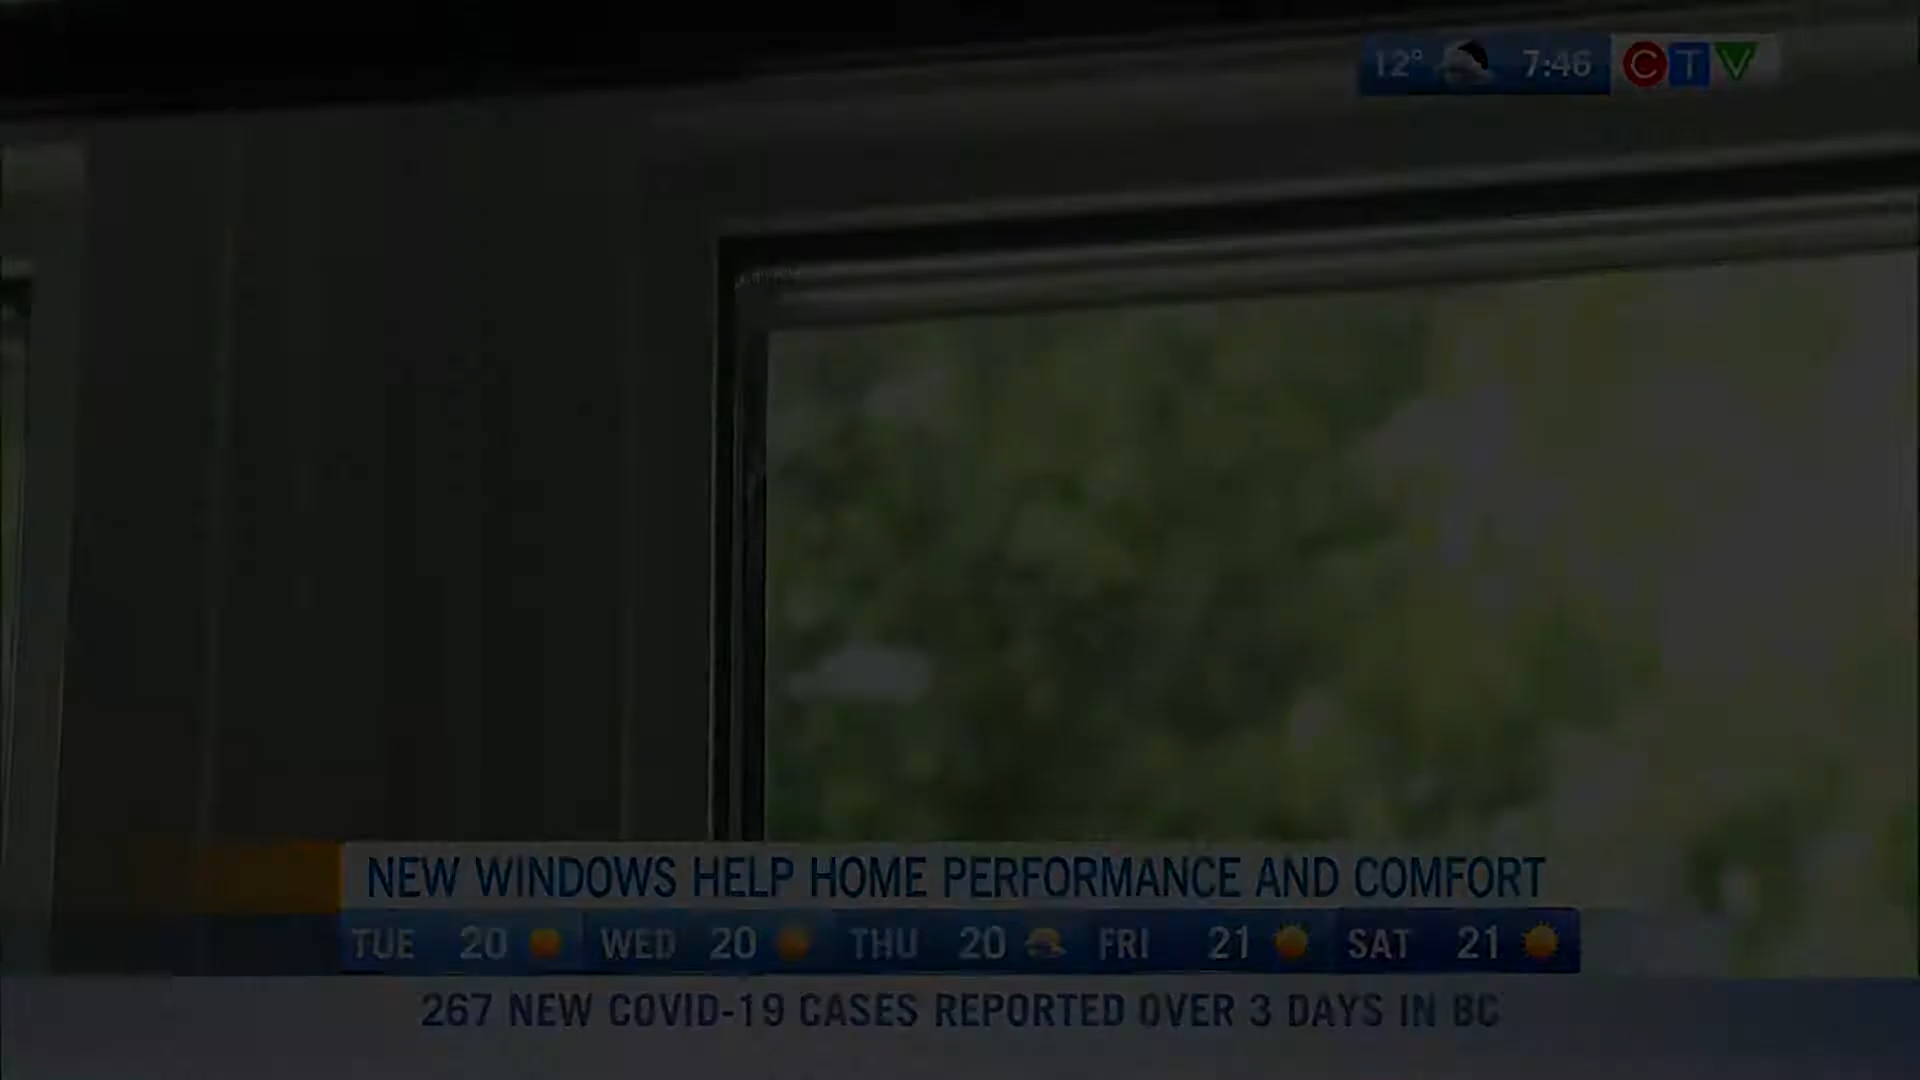 12° 7:46 CTV
NEW WINDOWS HELP HOME PERFORMANCE AND COMFORT
TUE 20 WED 20 THU 20 FRI 21 SAT 21
267 NEW COVID-19 CASES REPORTED OVER 3 DAYS IN BC